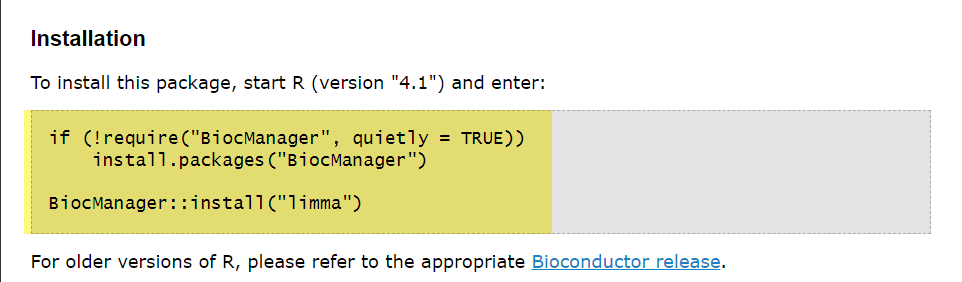 Installation
To install this package, start R (version "4.1") and enter:
if (!require("BiocManager", quietly = TRUE))
    install.packages("BiocManager")
BiocManager::install("limma")
For older versions of R, please refer to the appropriate Bioconductor release.